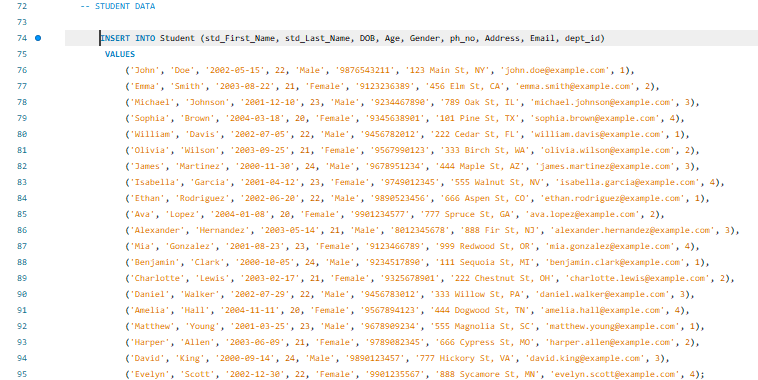 72 -- STUDENT DATA
73
74 INSERT INTO Student (std_First_Name, std_Last_Name, DOB, Age, Gender, ph_no, Address, Email, dept_id)
75 VALUES
76 ('John', 'Doe', '2002-05-15', 22, 'Male', '9876543211', '123 Main St, NY', 'john.doe@example.com', 1),
77 ('Emma', 'Smith', '2003-08-22', 21, 'Female', '9123236389', '456 Elm St, CA', 'emma.smith@example.com', 2),
78 ('Michael', 'Johnson', '2001-12-10', 23, 'Male', '9234467890', '789 Oak St, IL', 'michael.johnson@example.com', 3),
79 ('Sophia', 'Brown', '2004-03-18', 20, 'Female', '9345638901', '101 Pine St, TX', 'sophia.brown@example.com', 4),
80 ('William', 'Davis', '2002-07-05', 22, 'Male', '9456782012', '222 Cedar St, FL', 'william.davis@example.com', 1),
81 ('Olivia', 'Wilson', '2003-09-25', 21, 'Female', '9567990123', '333 Birch St, WA', 'olivia.wilson@example.com', 2),
82 ('James', 'Martinez', '2000-11-30', 24, 'Male', '9678951234', '444 Maple St, AZ', 'james.martinez@example.com', 3),
83 ('Isabella', 'Garcia', '2001-04-12', 23, 'Female', '9749012345', '555 Walnut St, NV', 'isabella.garcia@example.com', 4),
84 ('Ethan', 'Rodriguez', '2002-06-20', 22, 'Male', '9890523456', '666 Aspen St, CO', 'ethan.rodriguez@example.com', 1),
85 ('Ava', 'Lopez', '2004-01-08', 20, 'Female', '9901234577', '777 Spruce St, GA', 'ava.lopez@example.com', 2),
86 ('Alexander', 'Hernandez', '2003-05-14', 21, 'Male', '8012345678', '888 Fir St, NJ', 'alexander.hernandez@example.com', 3),
87 ('Mia', 'Gonzalez', '2001-08-23', 23, 'Female', '9123466789', '999 Redwood St, OR', 'mia.gonzalez@example.com', 4),
88 ('Benjamin', 'Clark', '2000-10-05', 24, 'Male', '9234517890', '111 Sequoia St, MI', 'benjamin.clark@example.com', 1),
89 ('Charlotte', 'Lewis', '2003-02-17', 21, 'Female', '9325678901', '222 Chestnut St, OH', 'charlotte.lewis@example.com', 2),
90 ('Daniel', 'Walker', '2002-07-29', 22, 'Male', '9456783012', '333 Willow St, PA', 'daniel.walker@example.com', 3),
91 ('Amelia', 'Hall', '2004-11-11', 20, 'Female', '9567894123', '444 Dogwood St, TN', 'amelia.hall@example.com', 4),
92 ('Matthew', 'Young', '2001-03-25', 23, 'Male', '9678909234', '555 Magnolia St, SC', 'matthew.young@example.com', 1),
93 ('Harper', 'Allen', '2003-06-09', 21, 'Female', '9789082345', '666 Cypress St, MO', 'harper.allen@example.com', 2),
94 ('David', 'King', '2000-09-14', 24, 'Male', '9890123457', '777 Hickory St, VA', 'david.king@example.com', 3),
95 ('Evelyn', 'Scott', '2002-12-30', 22, 'Female', '9901235567', '888 Sycamore St, MN', 'evelyn.scott@example.com', 4);